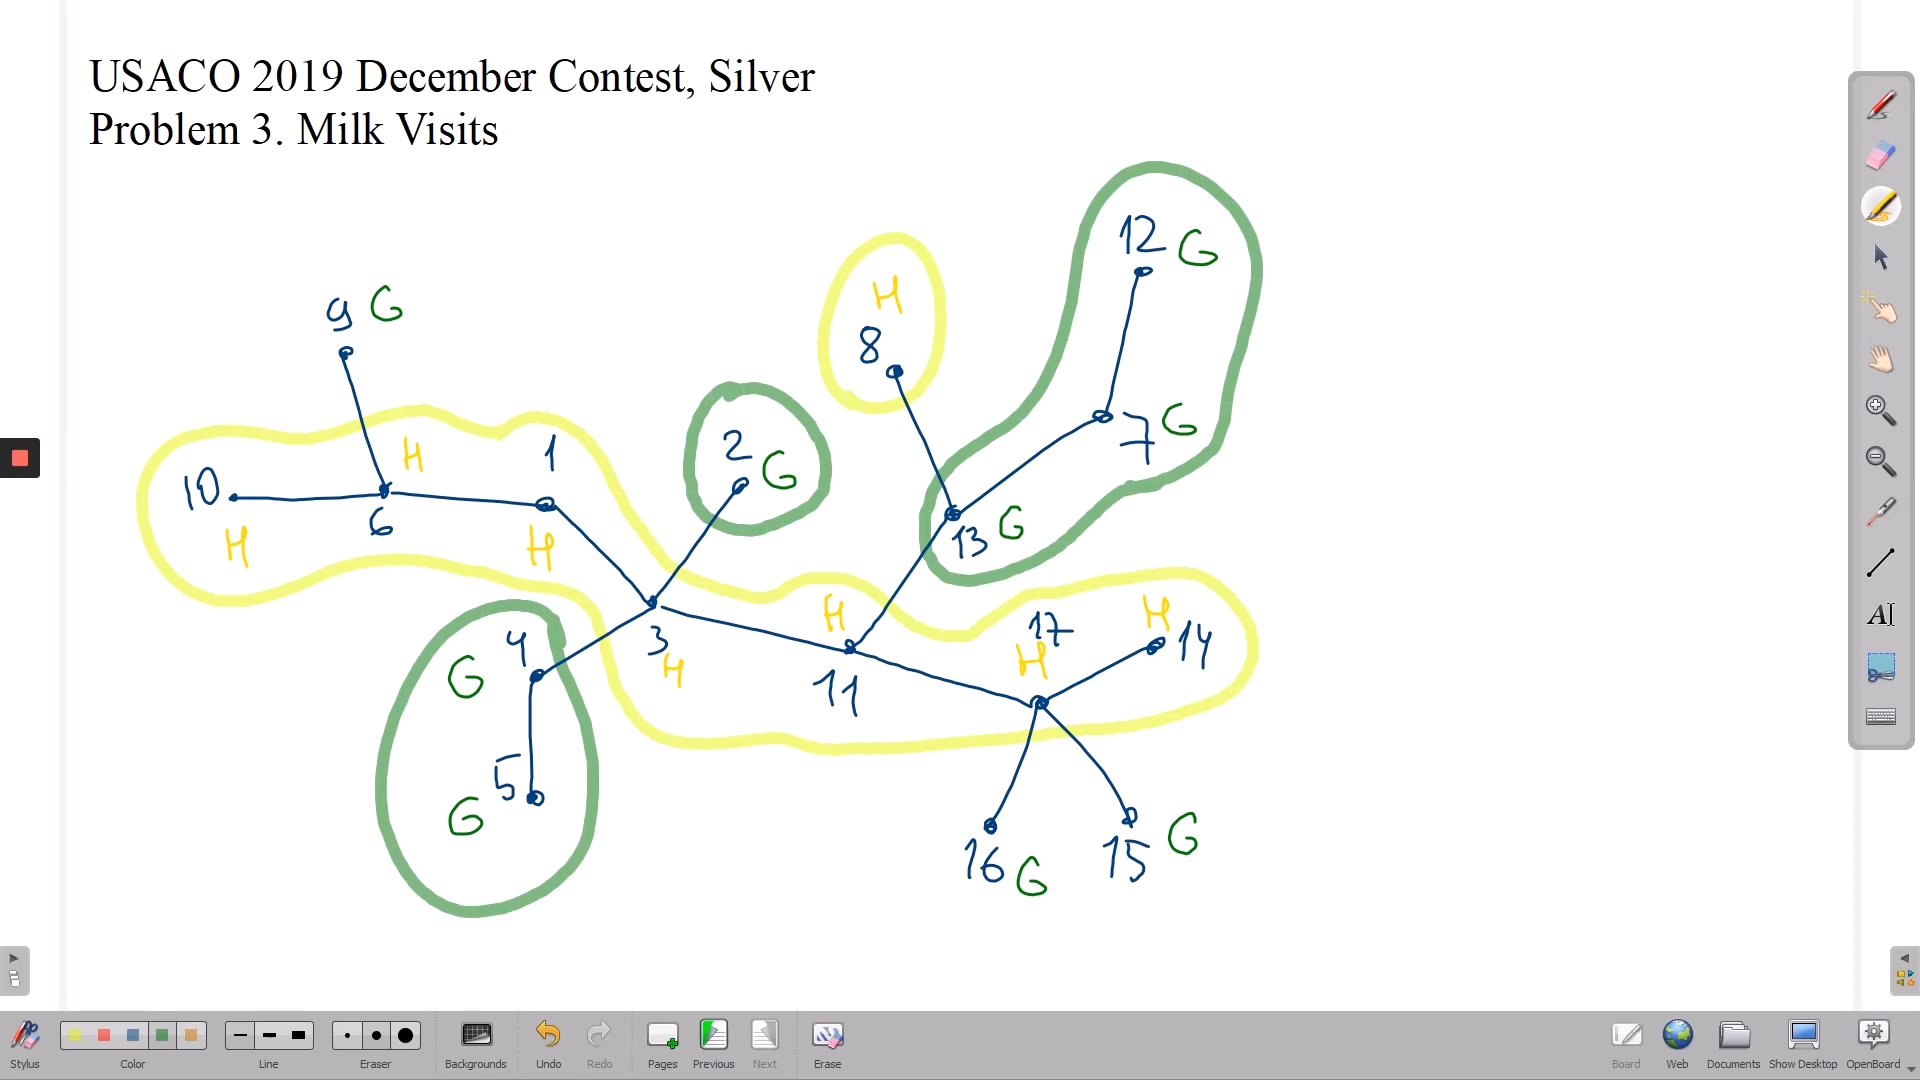 USACO 2019 December Contest, Silver
Problem 3. Milk Visits
12 G
H
8
9 G
7 G
2 G
H
1
10
6
H
H
13 G
H
17
H
14
H
4
G
3
H
11
5
G
16 G
15 G
Stylus
Color
Line
Eraser
Backgrounds
Undo
Redo
Pages
Previous
Next
Erase
Board
Web
Documents
Show Desktop
OpenBoard